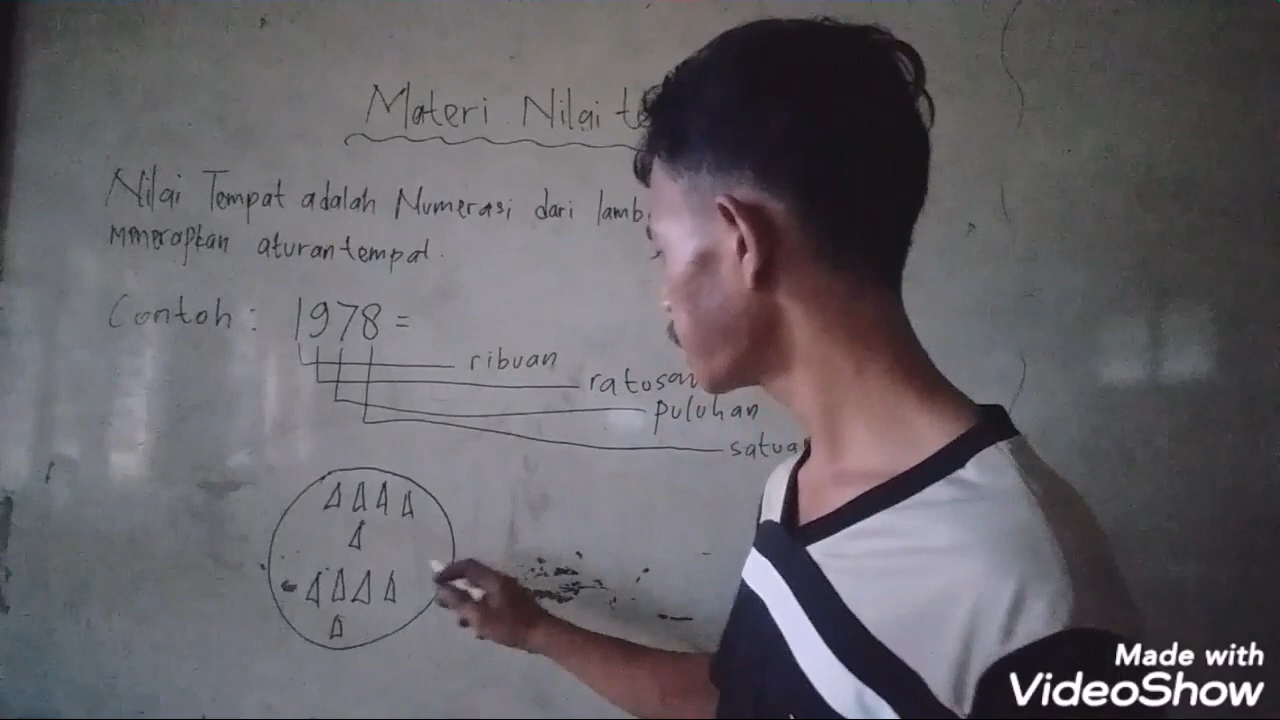 Materi Nilai te
Nilai Tempat adalah Numerasi dari lamb
menerapkan aturan tempat.
Contoh : 1978 =
ribuan
ratusan
puluhan
satua
Made with
VideoShow